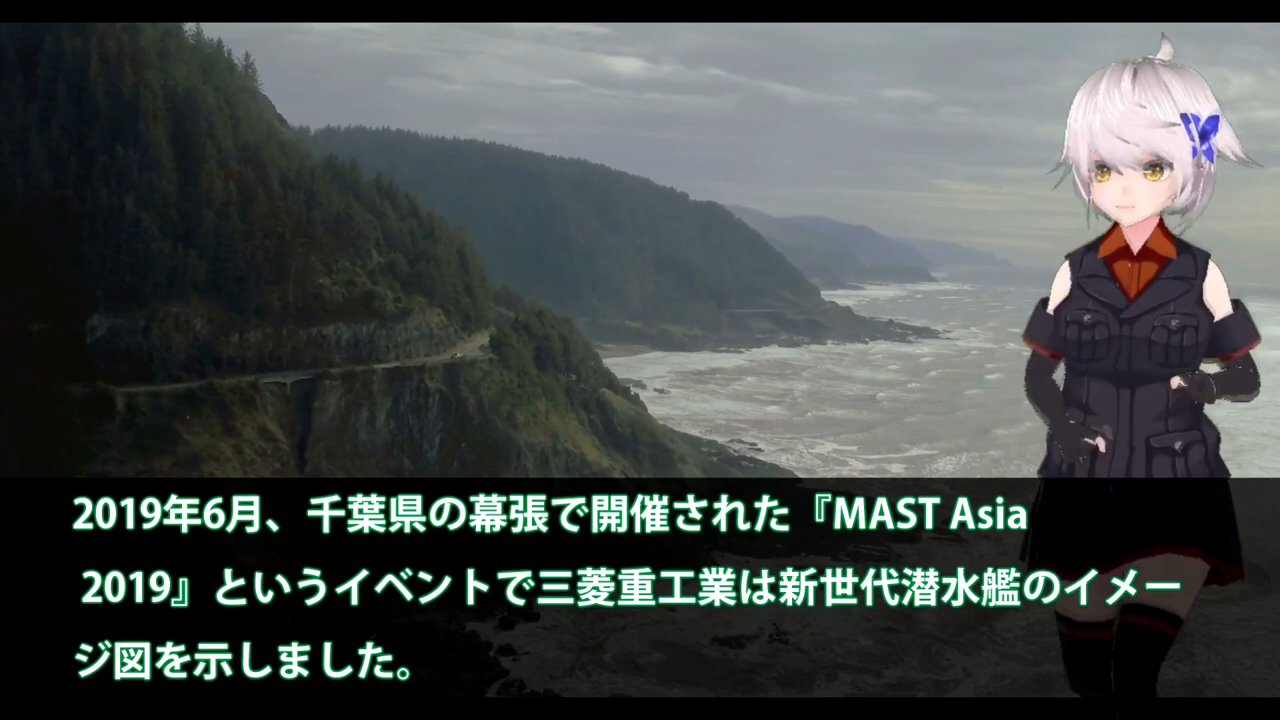 2019年6月、千葉県の幕張で開催された『MAST Asia
2019』というイベントで三菱重工業は新世代潜水艦のイメー
ジ図を示しました。